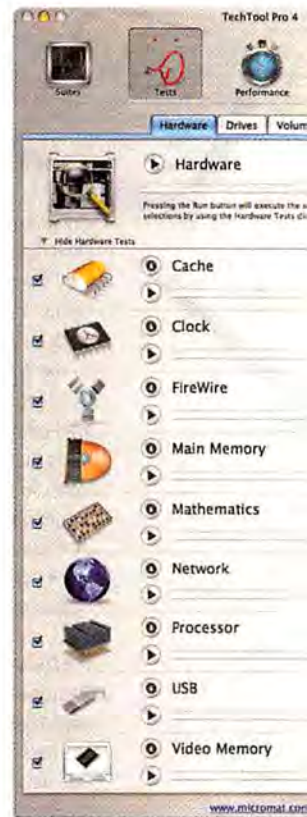 TechTool Pro 4
Suites
Tests
Performance
Hardware Drives Volum
Hardware
Pressing the Run button will execute the s
selections by using the Hardware Tests dis
Hide Hardware Tests
Cache
Clock
FireWire
Main Memory
Mathematics
Network
Processor
USB
Video Memory
www.micromat.com